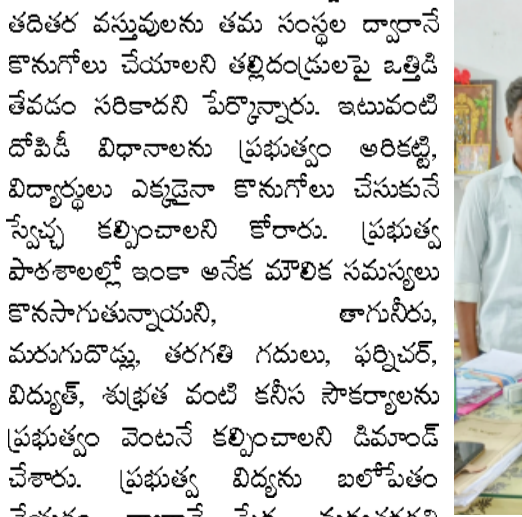 తదితర వస్తువులను తమ సంస్థల ద్వారానే
కొనుగోలు చేయాలని తల్లిదండ్రులపై ఒత్తిడి
తేవడం సరికాదని పేర్కొన్నారు. ఇటువంటి
దోపిడీ విధానాలను ప్రభుత్వం అరికట్టి,
విద్యార్థులు ఎక్కడైనా కొనుగోలు చేసుకునే
స్వేచ్ఛ కల్పించాలని కోరారు. ప్రభుత్వ
పాఠశాలల్లో ఇంకా అనేక మౌలిక సమస్యలు
కొనసాగుతున్నాయని, తాగునీరు,
మరుగుదొడ్లు, తరగతి గదులు, ఫర్నిచర్,
విద్యుత్, శుభ్రత వంటి కనీస సౌకర్యాలను
ప్రభుత్వం వెంటనే కల్పించాలని డిమాండ్
చేశారు. ప్రభుత్వ విద్యను బలోపేతం